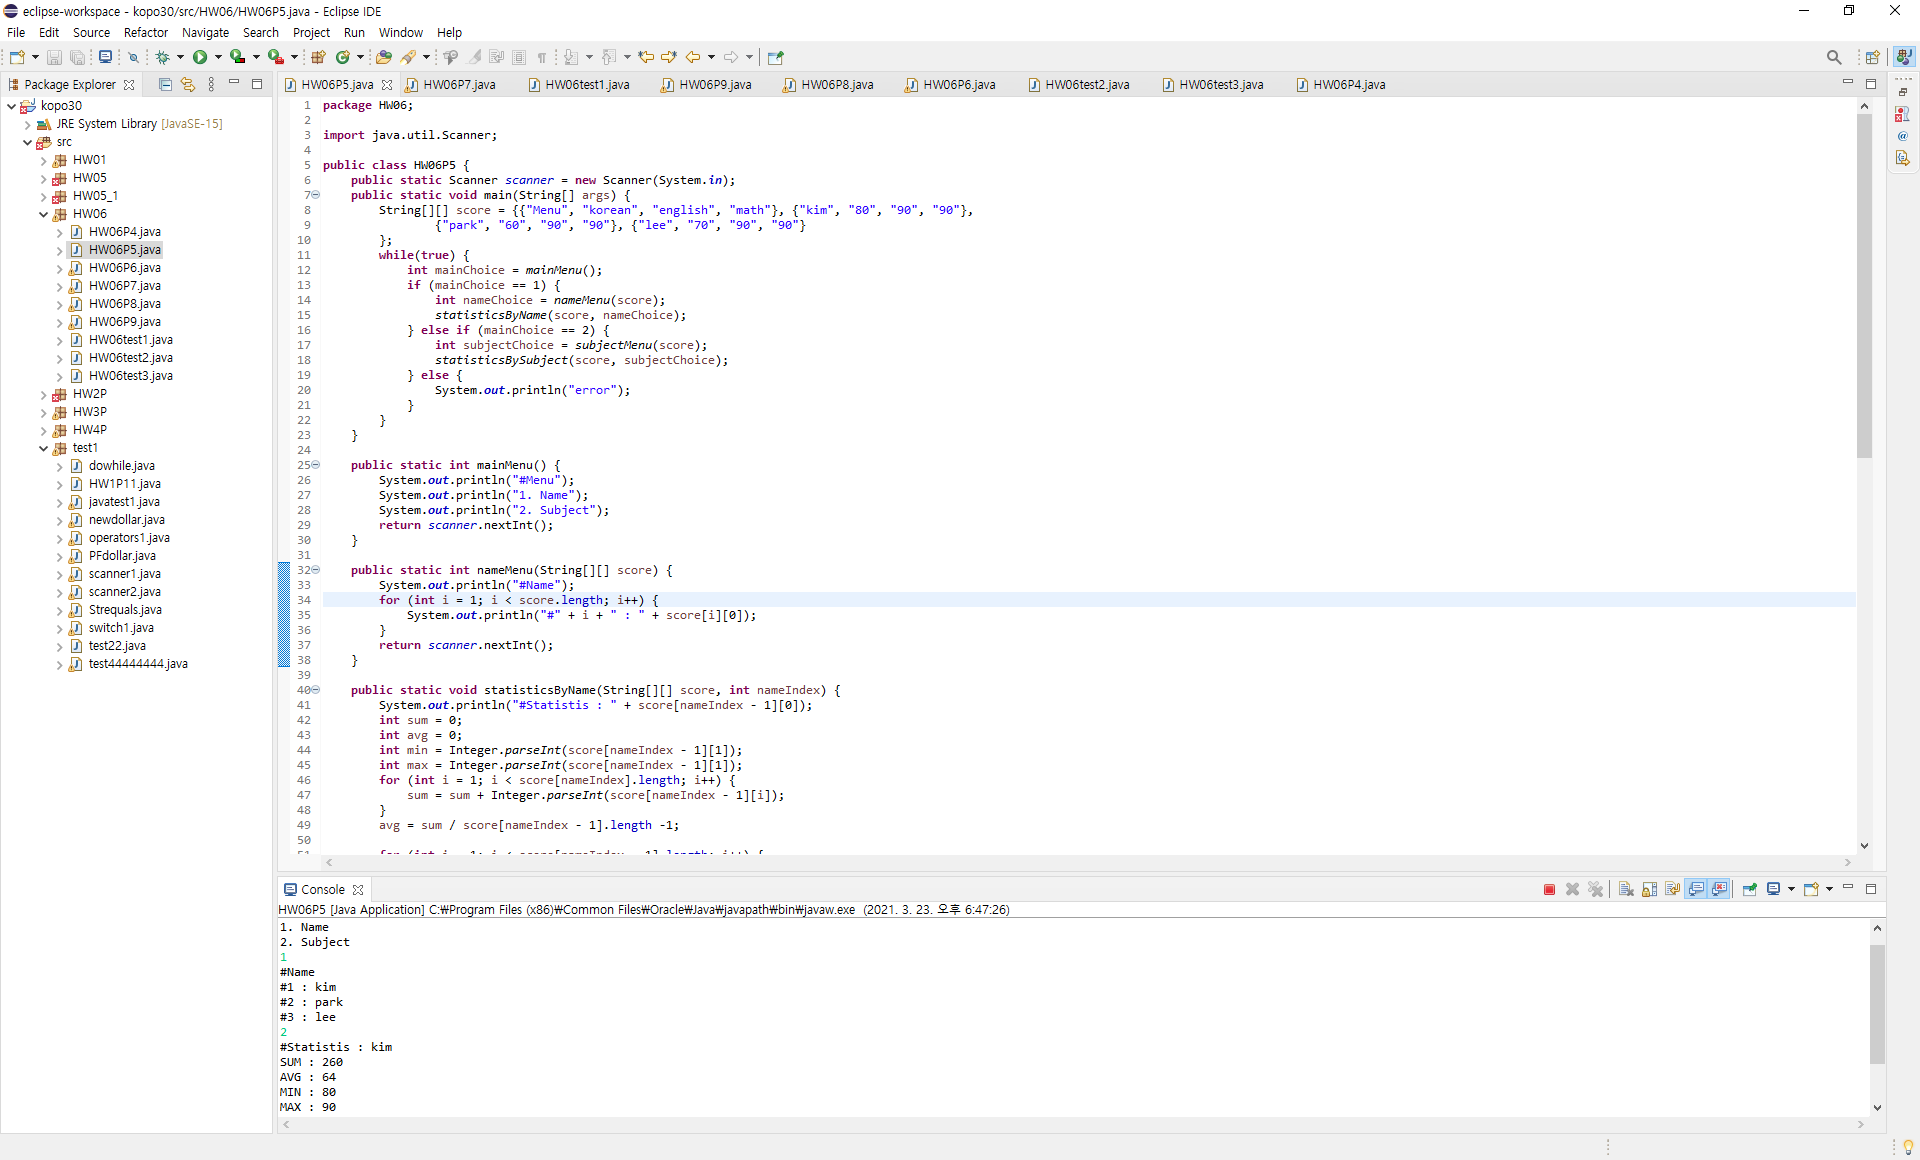 eclipse-workspace - kopo30/src/HW06/HW06P5.java - Eclipse IDE
File Edit Source Refactor Navigate Search Project Run Window Help
Package Explorer
kopo30
JRE System Library [JavaSE-15]
src
HW01
HW05
HW05_1
HW06
HW06P4.java
HW06P5.java
HW06P6.java
HW06P7.java
HW06P8.java
HW06P9.java
HW06test1.java
HW06test2.java
HW06test3.java
HW2P
HW3P
HW4P
test1
dowhile.java
HW1P11.java
javatest1.java
newdollar.java
operators1.java
PFdollar.java
scanner1.java
scanner2.java
Strequals.java
switch1.java
test22.java
test44444444.java
HW06P5.java HW06P7.java HW06test1.java HW06P9.java HW06P8.java HW06P6.java HW06test2.java HW06test3.java HW06P4.java
1 package HW06;
2
3 import java.util.Scanner;
4
5 public class HW06P5 {
6 public static Scanner scanner = new Scanner(System.in);
7 public static void main(String[] args) {
8 String[][] score = {{"Menu", "korean", "english", "math"}, {"kim", "80", "90", "90"},
9 {"park", "60", "90", "90"}, {"lee", "70", "90", "90"}
10 };
11 while(true) {
12 int mainChoice = mainMenu();
13 if (mainChoice == 1) {
14 int nameChoice = nameMenu(score);
15 statisticsByName(score, nameChoice);
16 } else if (mainChoice == 2) {
17 int subjectChoice = subjectMenu(score);
18 statisticsBySubject(score, subjectChoice);
19 } else {
20 System.out.println("error");
21 }
22 }
23 }
24
25 public static int mainMenu() {
26 System.out.println("#Menu");
27 System.out.println("1. Name");
28 System.out.println("2. Subject");
29 return scanner.nextInt();
30 }
31
32 public static int nameMenu(String[][] score) {
33 System.out.println("#Name");
34 for (int i = 1; i < score.length; i++) {
35 System.out.println("#" + i + " : " + score[i][0]);
36 }
37 return scanner.nextInt();
38 }
39
40 public static void statisticsByName(String[][] score, int nameIndex) {
41 System.out.println("#Statistis : " + score[nameIndex - 1][0]);
42 int sum = 0;
43 int avg = 0;
44 int min = Integer.parseInt(score[nameIndex - 1][1]);
45 int max = Integer.parseInt(score[nameIndex - 1][1]);
46 for (int i = 1; i < score[nameIndex].length; i++) {
47 sum = sum + Integer.parseInt(score[nameIndex - 1][i]);
48 }
49 avg = sum / score[nameIndex - 1].length -1;
50
51 for (int i = 1; i < score[nameIndex - 1].length; i++) {
Console
HW06P5 [Java Application] C:₩Program Files (x86)₩Common Files₩Oracle₩Java₩javapath₩bin₩javaw.exe (2021. 3. 23. 오후 6:47:26)
1. Name
2. Subject
1
#Name
#1 : kim
#2 : park
#3 : lee
2
#Statistis : kim
SUM : 260
AVG : 64
MIN : 80
MAX : 90